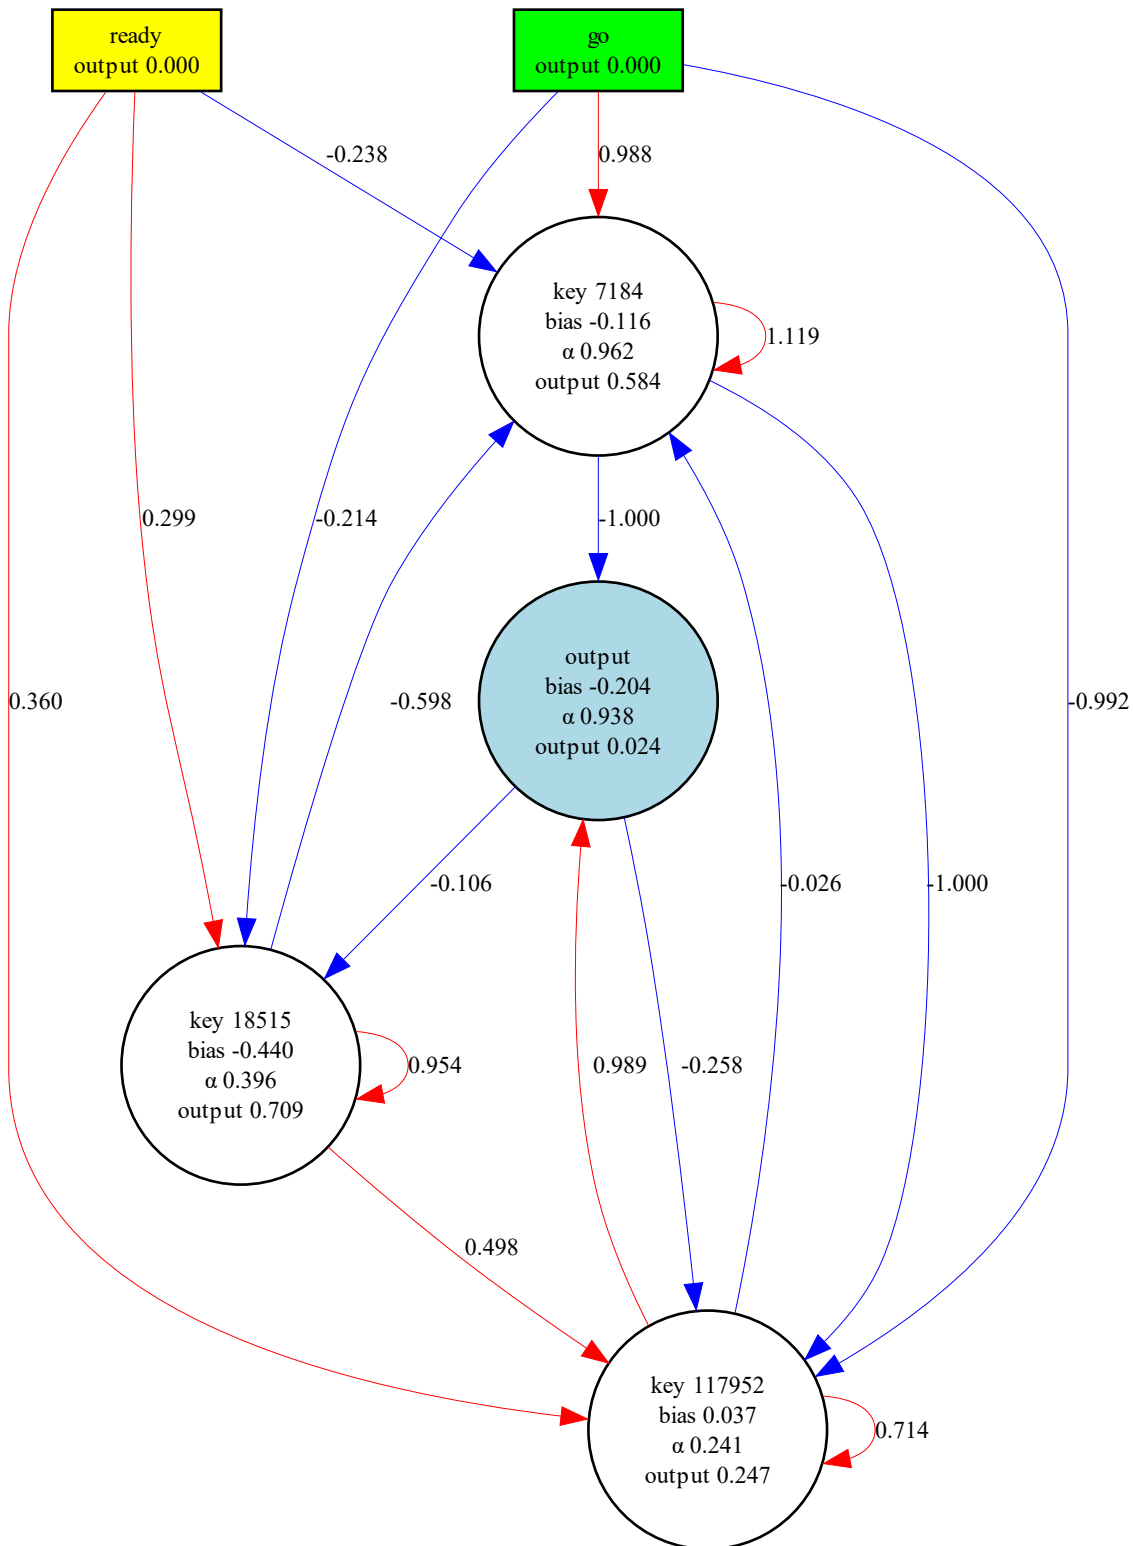 ready
output 0.000
go
output 0.000
-0.238
0.988
key 7184
bias -0.116
α 0.962
output 0.584
1.119
0.299
-0.214
-1.000
output
bias -0.204
α 0.938
output 0.024
0.360
-0.598
-0.992
-0.106
-0.026
-1.000
key 18515
bias -0.440
α 0.396
output 0.709
0.954
0.989
-0.258
0.498
key 117952
bias 0.037
α 0.241
output 0.247
0.714